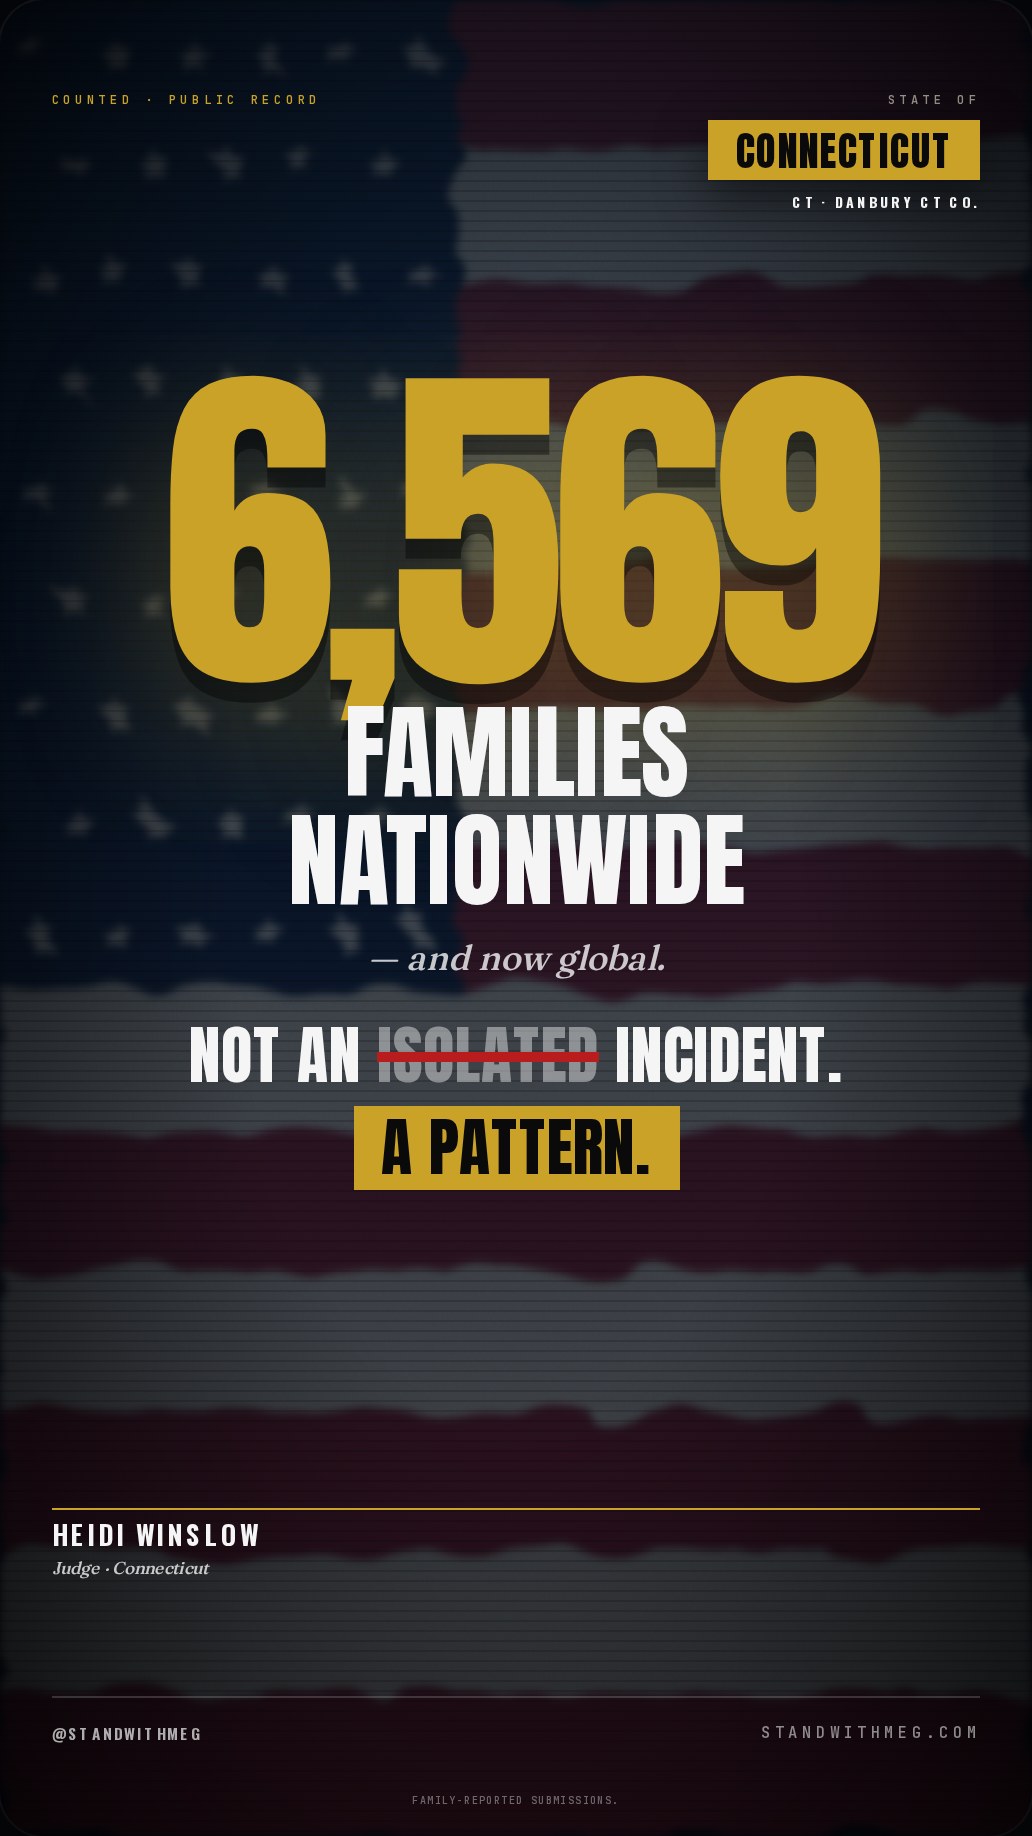 COUNTED · PUBLIC RECORD
STATE OF
CONNECTICUT
CT · DANBURY CT CO.
6,569
FAMILIES
NATIONWIDE
— and now global.
NOT AN ISOLATED INCIDENT.
A PATTERN.
HEIDI WINSLOW
Judge · Connecticut
@STANDWITHMEG
STANDWITHMEG.COM
FAMILY-REPORTED SUBMISSIONS.